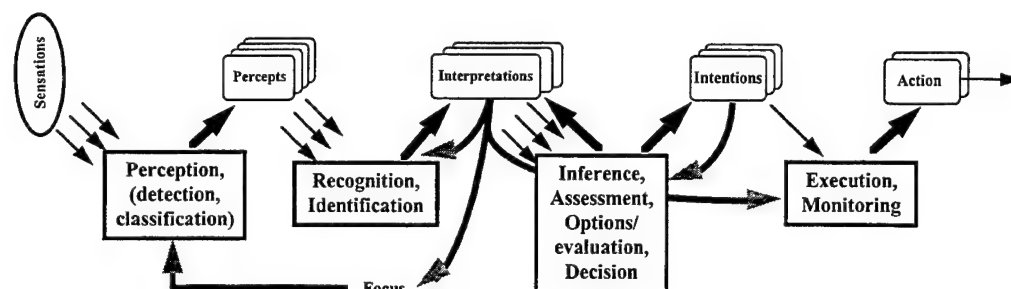 Sensations
Percepts
Interpretations
Intentions
Action
Perception,
(detection,
classification)
Recognition,
Identification
Inference,
Assessment,
Options/
evaluation,
Decision
Execution,
Monitoring
Focus